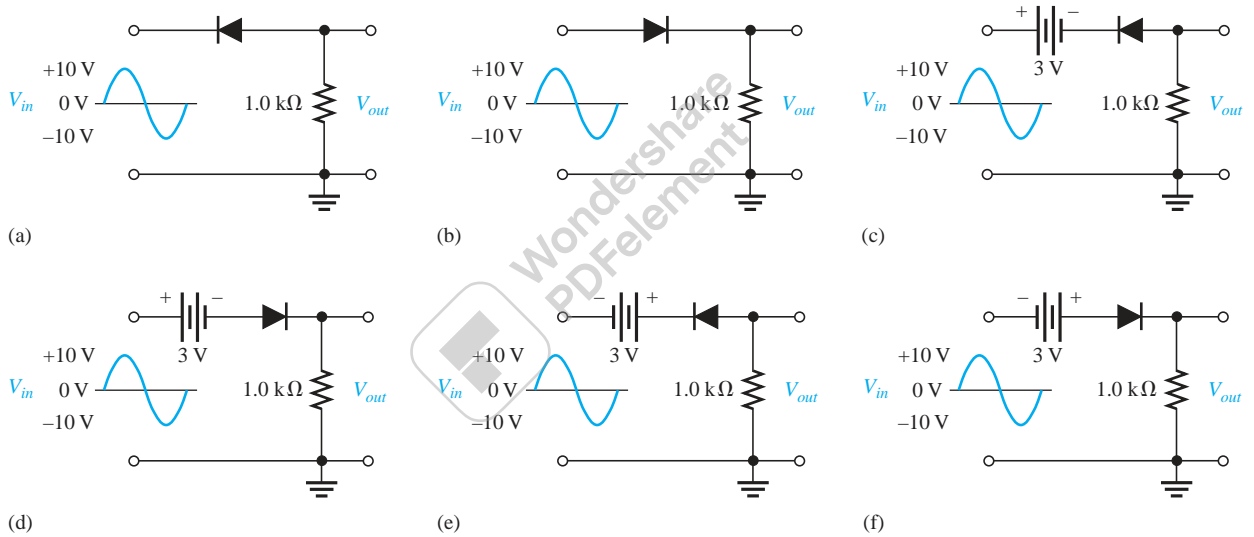 +10 V
V_in 0 V 1.0 kΩ V_out
–10 V
(a)
+10 V
V_in 0 V 1.0 kΩ V_out
–10 V
(b)
+ –
3 V
+10 V
V_in 0 V 1.0 kΩ V_out
–10 V
(c)
+ –
3 V
+10 V
V_in 0 V 1.0 kΩ V_out
–10 V
(d)
– +
3 V
+10 V
V_in 0 V 1.0 kΩ V_out
–10 V
(e)
– +
3 V
+10 V
V_in 0 V 1.0 kΩ V_out
–10 V
(f)
Wondershare
PDFelement